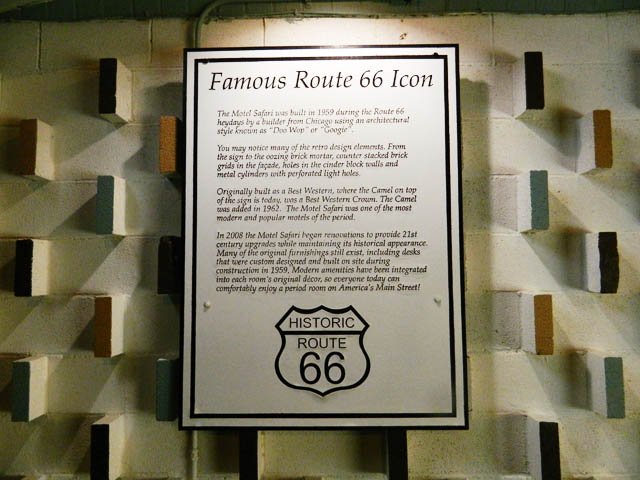 Famous Route 66 Icon
The Motel Safari was built in 1959 during the Route 66
heydays by a builder from Chicago using an architectural
style known as "Doo Wop" or "Googie".
You may notice many of the retro design elements. From
the sign to the oozing brick mortar, counter stacked brick
grids in the façade, holes in the cinder block walls and
metal cylinders with perforated light holes.
Originally built as a Best Western, where the Camel on top
of the sign is today, was a Best Western Crown. The Camel
was added in 1962. The Motel Safari was one of the most
modern and popular motels of the period.
In 2008 the Motel Safari began renovations to provide 21st
century upgrades while maintaining its historical appearance.
Many of the original furnishings still exist, including desks
that were custom designed and built on site during
construction in 1959. Modern amenities have been integrated
into each room's original décor, so everyone today can
comfortably enjoy a period room on America's Main Street!
HISTORIC
ROUTE
66